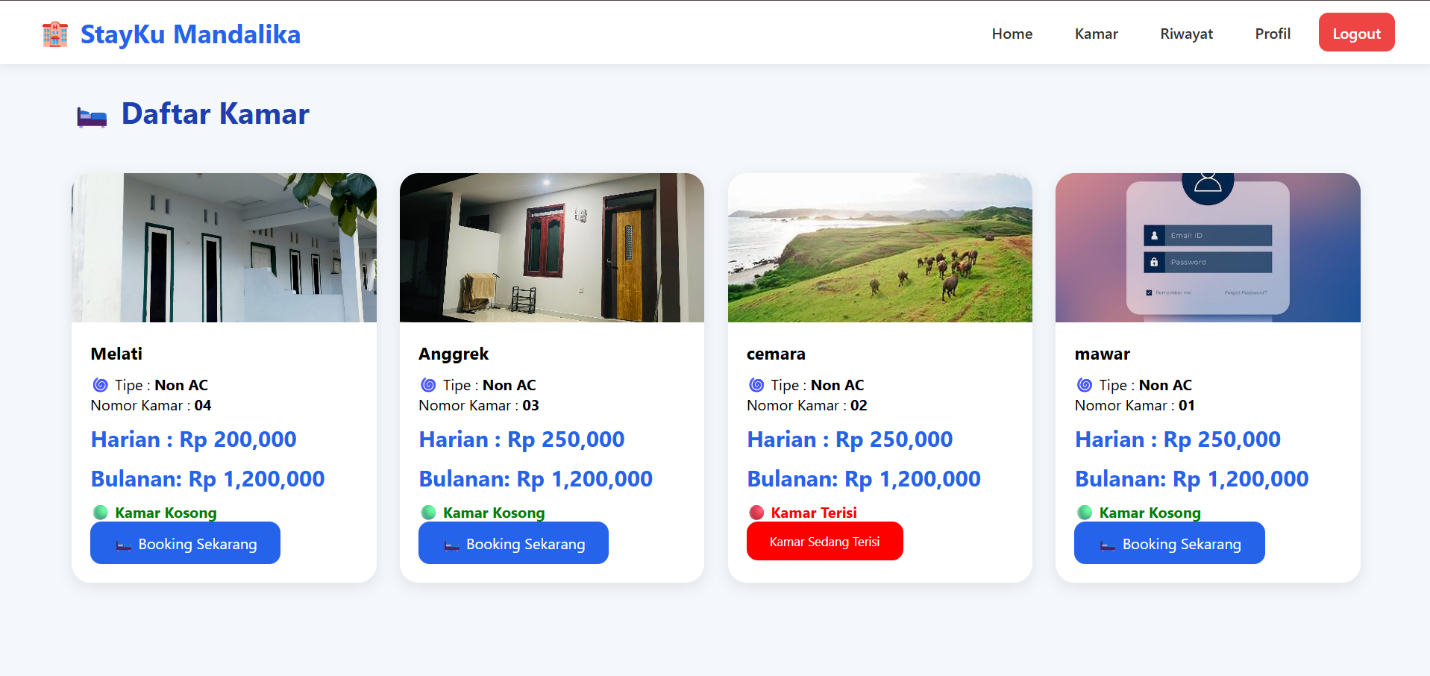 StayKu Mandalika
Home Kamar Riwayat Profil Logout
Daftar Kamar
Melati
Tipe : Non AC
Nomor Kamar : 04
Harian : Rp 200,000
Bulanan: Rp 1,200,000
Kamar Kosong
Booking Sekarang
Anggrek
Tipe : Non AC
Nomor Kamar : 03
Harian : Rp 250,000
Bulanan: Rp 1,200,000
Kamar Kosong
Booking Sekarang
cemara
Tipe : Non AC
Nomor Kamar : 02
Harian : Rp 250,000
Bulanan: Rp 1,200,000
Kamar Terisi
Kamar Sedang Terisi
Email ID
Password
Remember me Forgot Password?
mawar
Tipe : Non AC
Nomor Kamar : 01
Harian : Rp 250,000
Bulanan: Rp 1,200,000
Kamar Kosong
Booking Sekarang